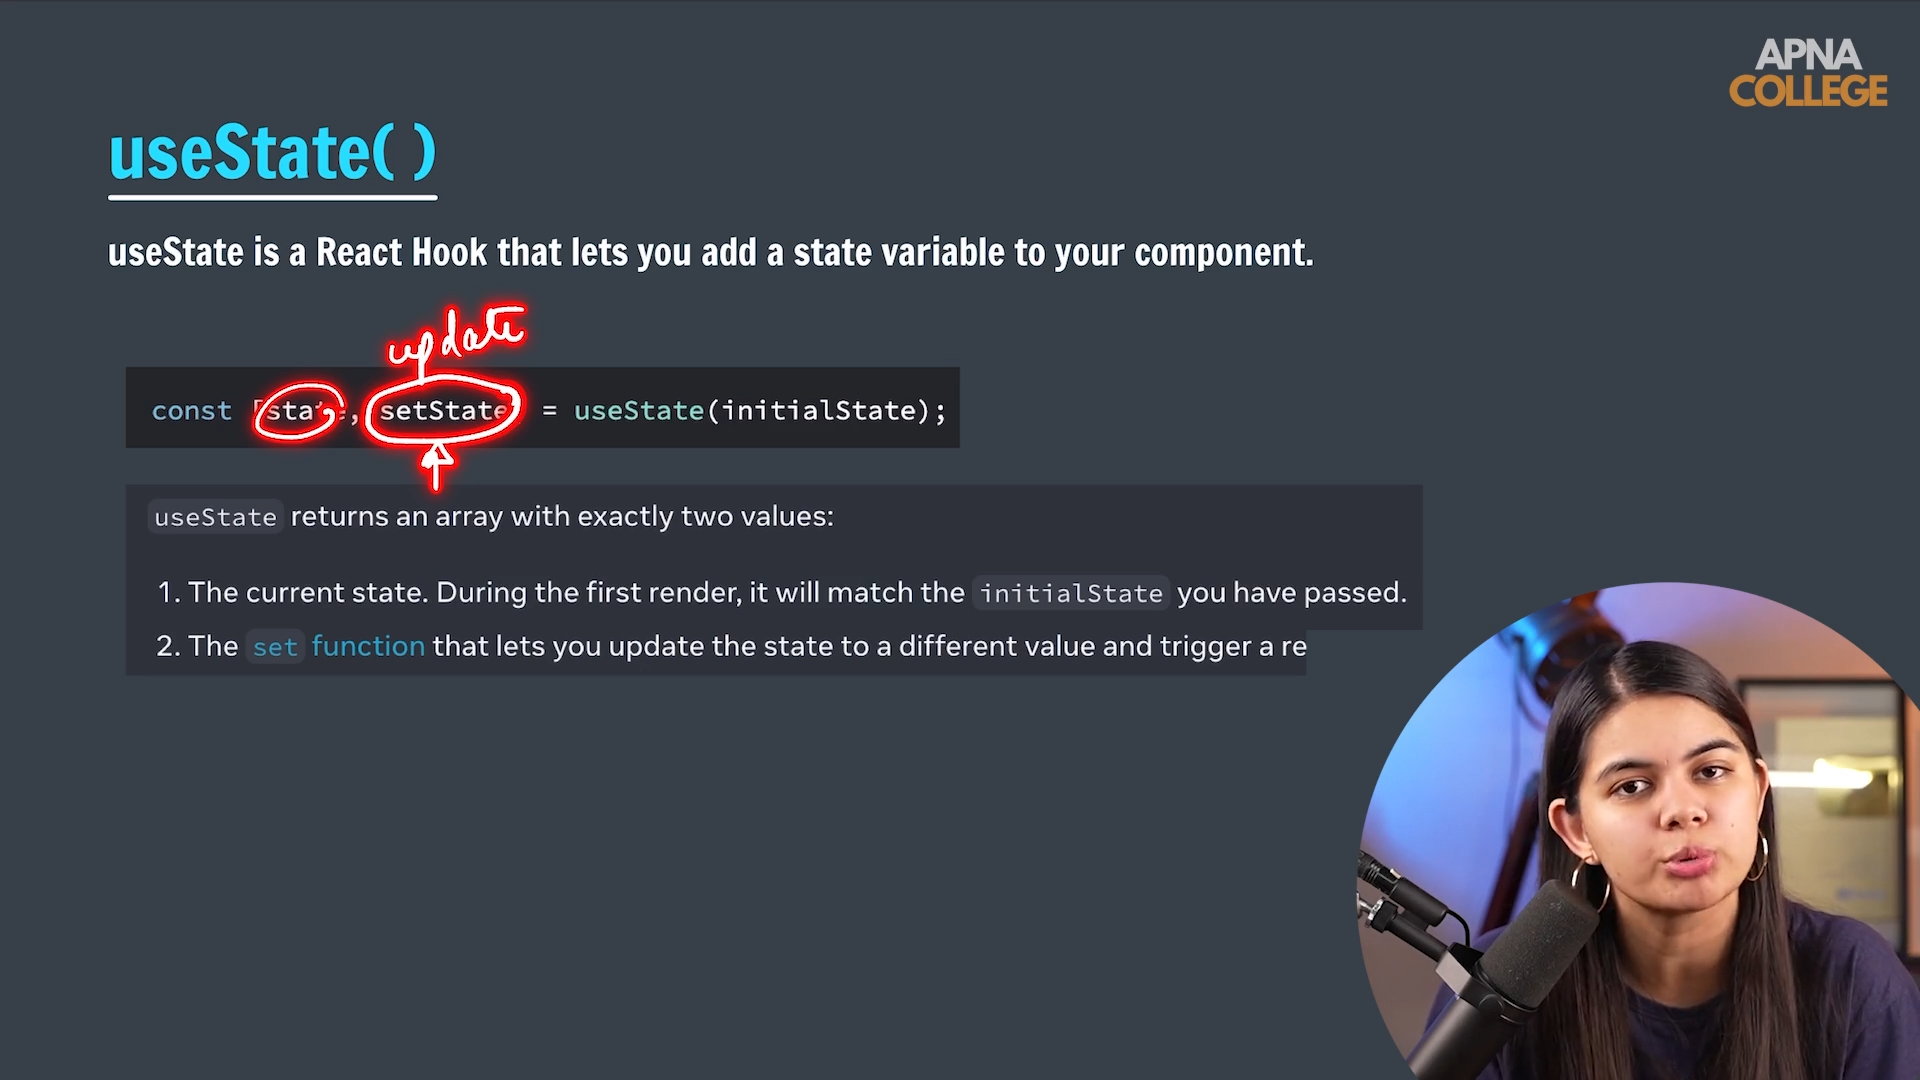 APNA
COLLEGE
useState( )
useState is a React Hook that lets you add a state variable to your component.
update
const [state, setState] = useState(initialState);
useState returns an array with exactly two values:
1. The current state. During the first render, it will match the initialState you have passed.
2. The set function that lets you update the state to a different value and trigger a re